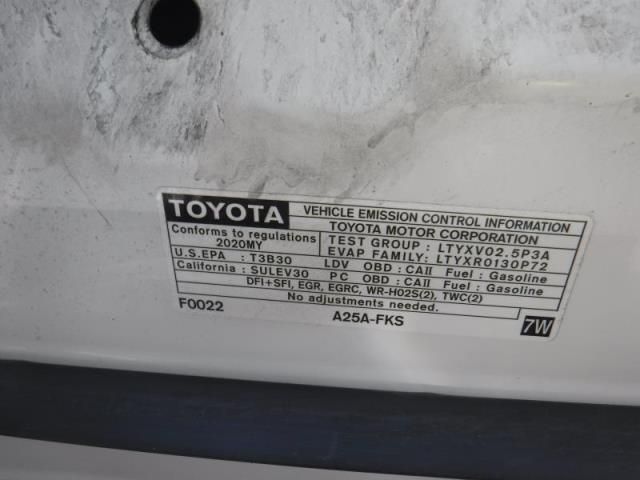 TOYOTA VEHICLE EMISSION CONTROL INFORMATION
Conforms to regulations TOYOTA MOTOR CORPORATION
2020MY TEST GROUP : LTYXV02.5P3A
EVAP FAMILY: LTYXR0130P72
U.S.EPA : T3B30 LDV OBD : CAII Fuel : Gasoline
California : SULEV30 PC OBD : CAII Fuel : Gasoline
DFI+SFI, EGR, EGRC, WR-HO2S(2), TWC(2)
No adjustments needed.
F0022 A25A-FKS 7W